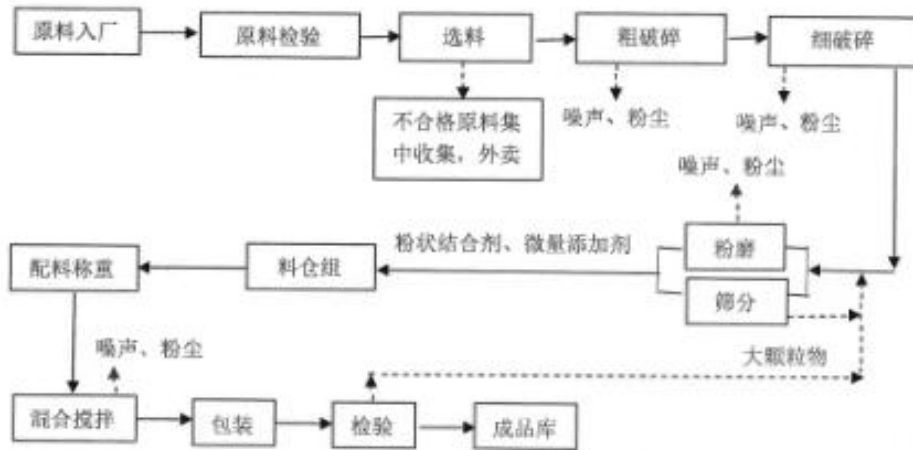 原料入厂
原料检验
选料
粗破碎
细破碎
不合格原料集
中收集，外卖
噪声、粉尘
噪声、粉尘
噪声、粉尘
粉状结合剂、微量添加剂
粉磨
配料称重
料仓组
筛分
噪声、粉尘
大颗粒物
混合搅拌
包装
检验
成品库